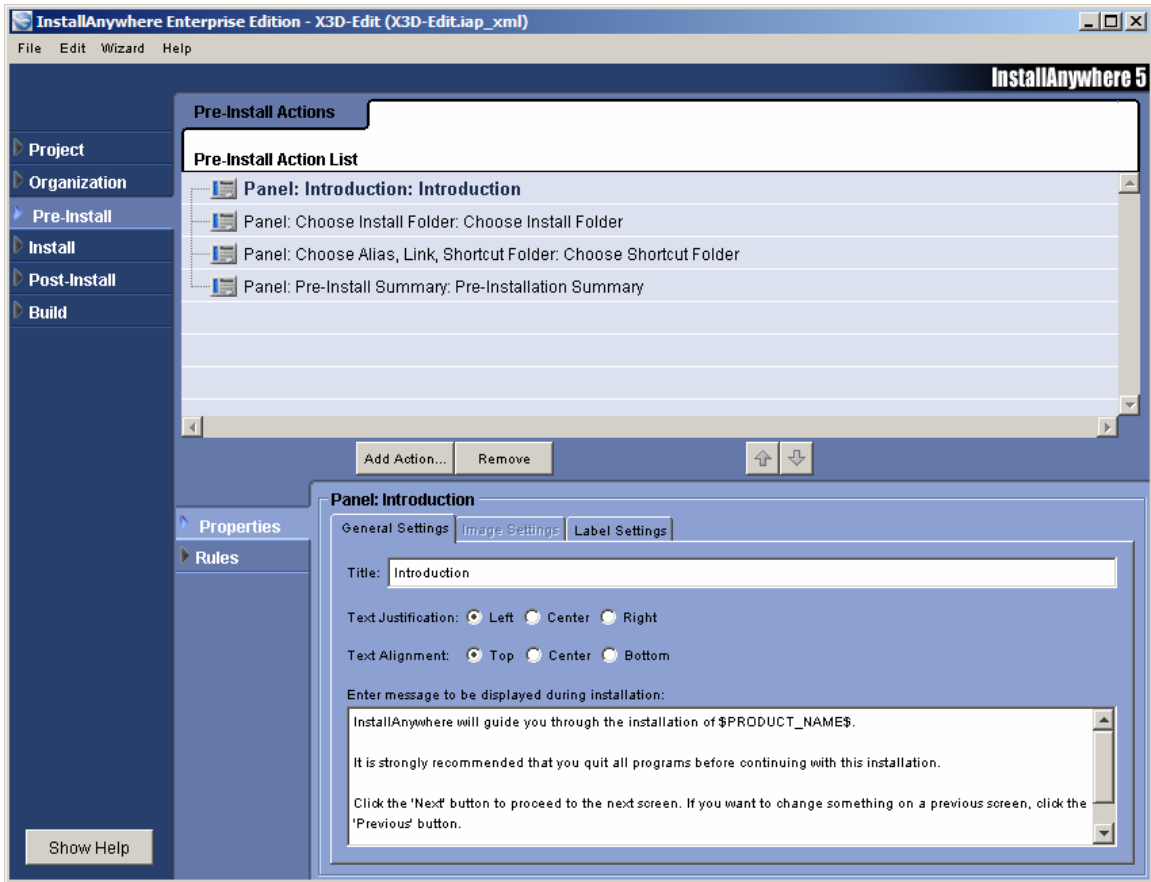 InstallAnywhere Enterprise Edition - X3D-Edit (X3D-Edit.iap_xml)
File Edit Wizard Help
InstallAnywhere 5
Pre-Install Actions
Project
Organization
Pre-Install
Install
Post-Install
Build
Pre-Install Action List
Panel: Introduction: Introduction
Panel: Choose Install Folder: Choose Install Folder
Panel: Choose Alias, Link, Shortcut Folder: Choose Shortcut Folder
Panel: Pre-Install Summary: Pre-Installation Summary
Add Action... Remove
Properties
Rules
Panel: Introduction
General Settings Image Settings Label Settings
Title: Introduction
Text Justification: Left Center Right
Text Alignment: Top Center Bottom
Enter message to be displayed during installation:
InstallAnywhere will guide you through the installation of $PRODUCT_NAME$.
It is strongly recommended that you quit all programs before continuing with this installation.
Click the 'Next' button to proceed to the next screen. If you want to change something on a previous screen, click the
'Previous' button.
Show Help